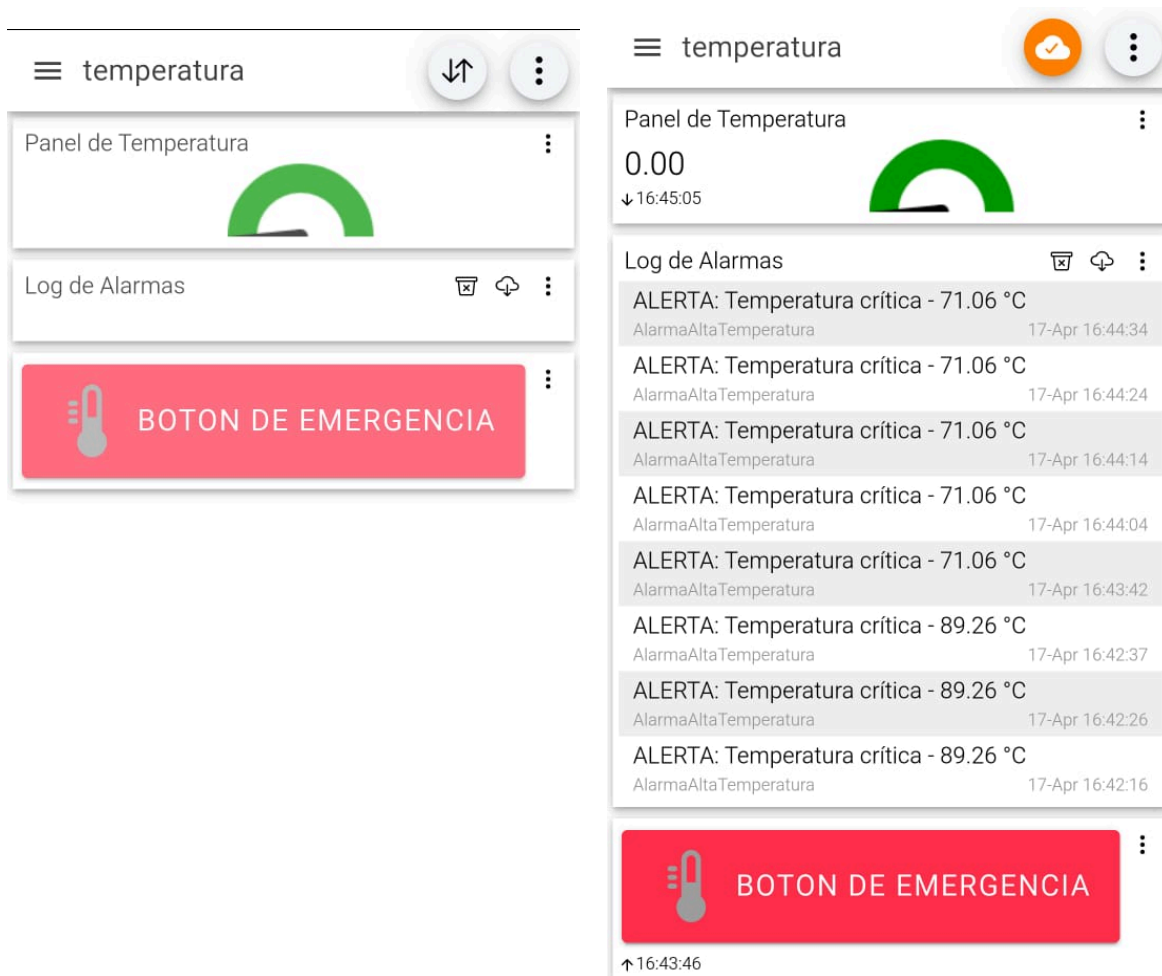 temperatura
Panel de Temperatura
Log de Alarmas
BOTON DE EMERGENCIA
temperatura
Panel de Temperatura
0.00
↓16:45:05
Log de Alarmas
ALERTA: Temperatura crítica - 71.06 °C
AlarmaAltaTemperatura 17-Apr 16:44:34
ALERTA: Temperatura crítica - 71.06 °C
AlarmaAltaTemperatura 17-Apr 16:44:24
ALERTA: Temperatura crítica - 71.06 °C
AlarmaAltaTemperatura 17-Apr 16:44:14
ALERTA: Temperatura crítica - 71.06 °C
AlarmaAltaTemperatura 17-Apr 16:44:04
ALERTA: Temperatura crítica - 71.06 °C
AlarmaAltaTemperatura 17-Apr 16:43:42
ALERTA: Temperatura crítica - 89.26 °C
AlarmaAltaTemperatura 17-Apr 16:42:37
ALERTA: Temperatura crítica - 89.26 °C
AlarmaAltaTemperatura 17-Apr 16:42:26
ALERTA: Temperatura crítica - 89.26 °C
AlarmaAltaTemperatura 17-Apr 16:42:16
BOTON DE EMERGENCIA
↑16:43:46